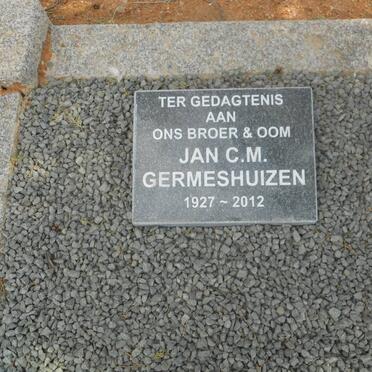 TER GEDAGTENIS
AAN
ONS BROER & OOM
JAN C.M.
GERMESHUIZEN
1927 ~ 2012